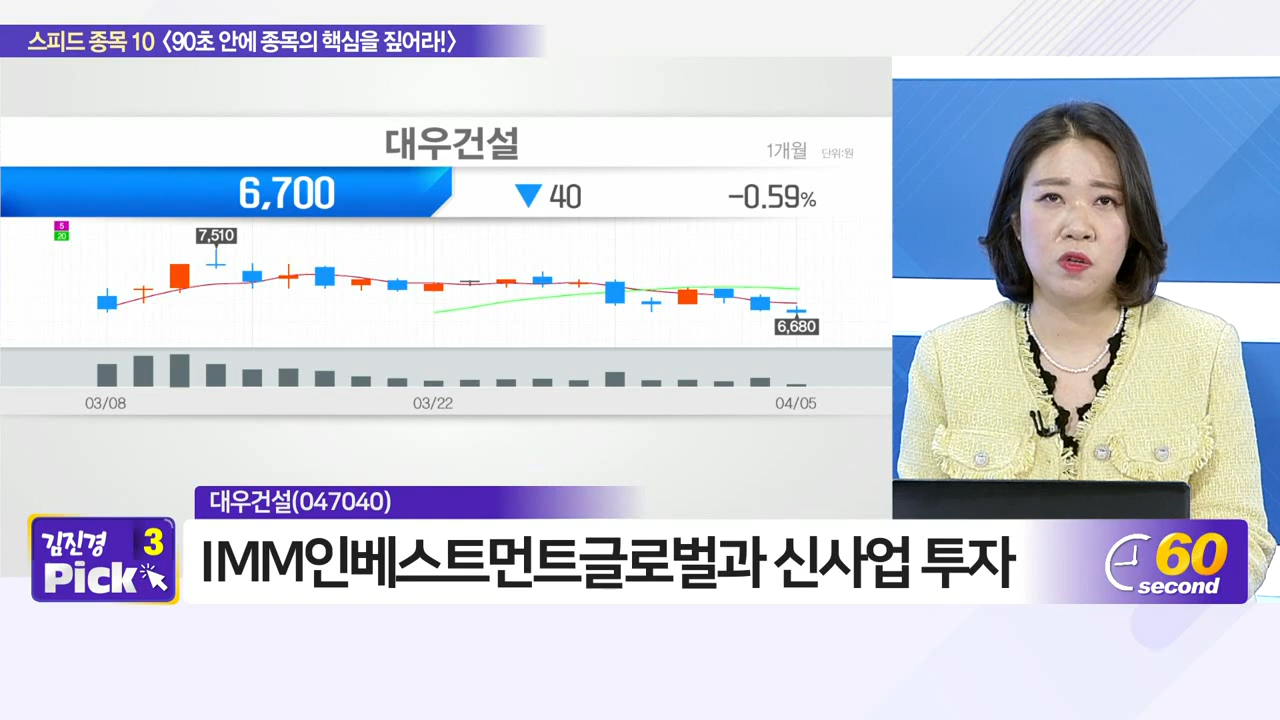 스피드 종목 10 <90초 안에 종목의 핵심을 짚어라!>
대우건설
1개월 단위:원
6,700 ▼40 -0.59%
5
20
7,510
6,680
03/08 03/22 04/05
대우건설(047040)
김진경 3
Pick
IMM인베스트먼트글로벌과 신사업 투자
60
second